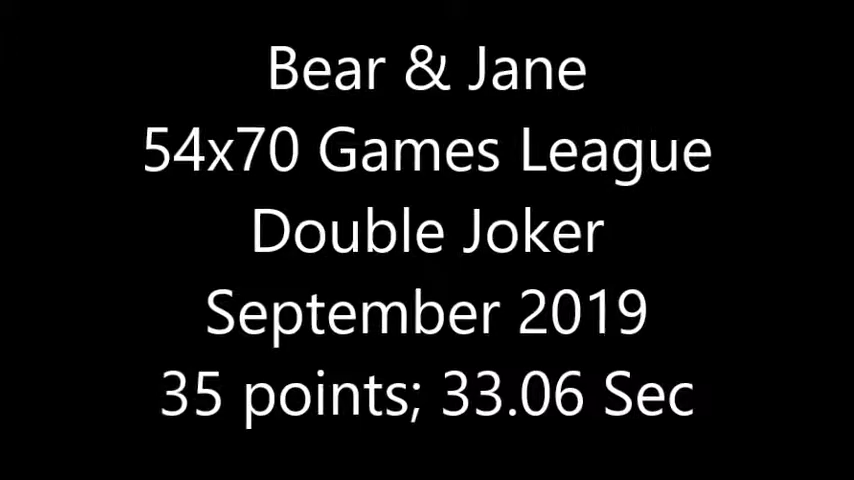 Bear & Jane
54x70 Games League
Double Joker
September 2019
35 points; 33.06 Sec